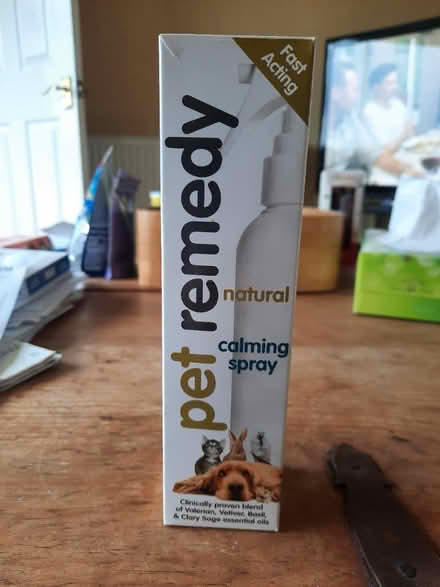 Fast
Acting
pet remedy
natural
calming
spray
Clinically proven blend
of Valerian, Vetiver, Basil,
& Clary Sage essential oils